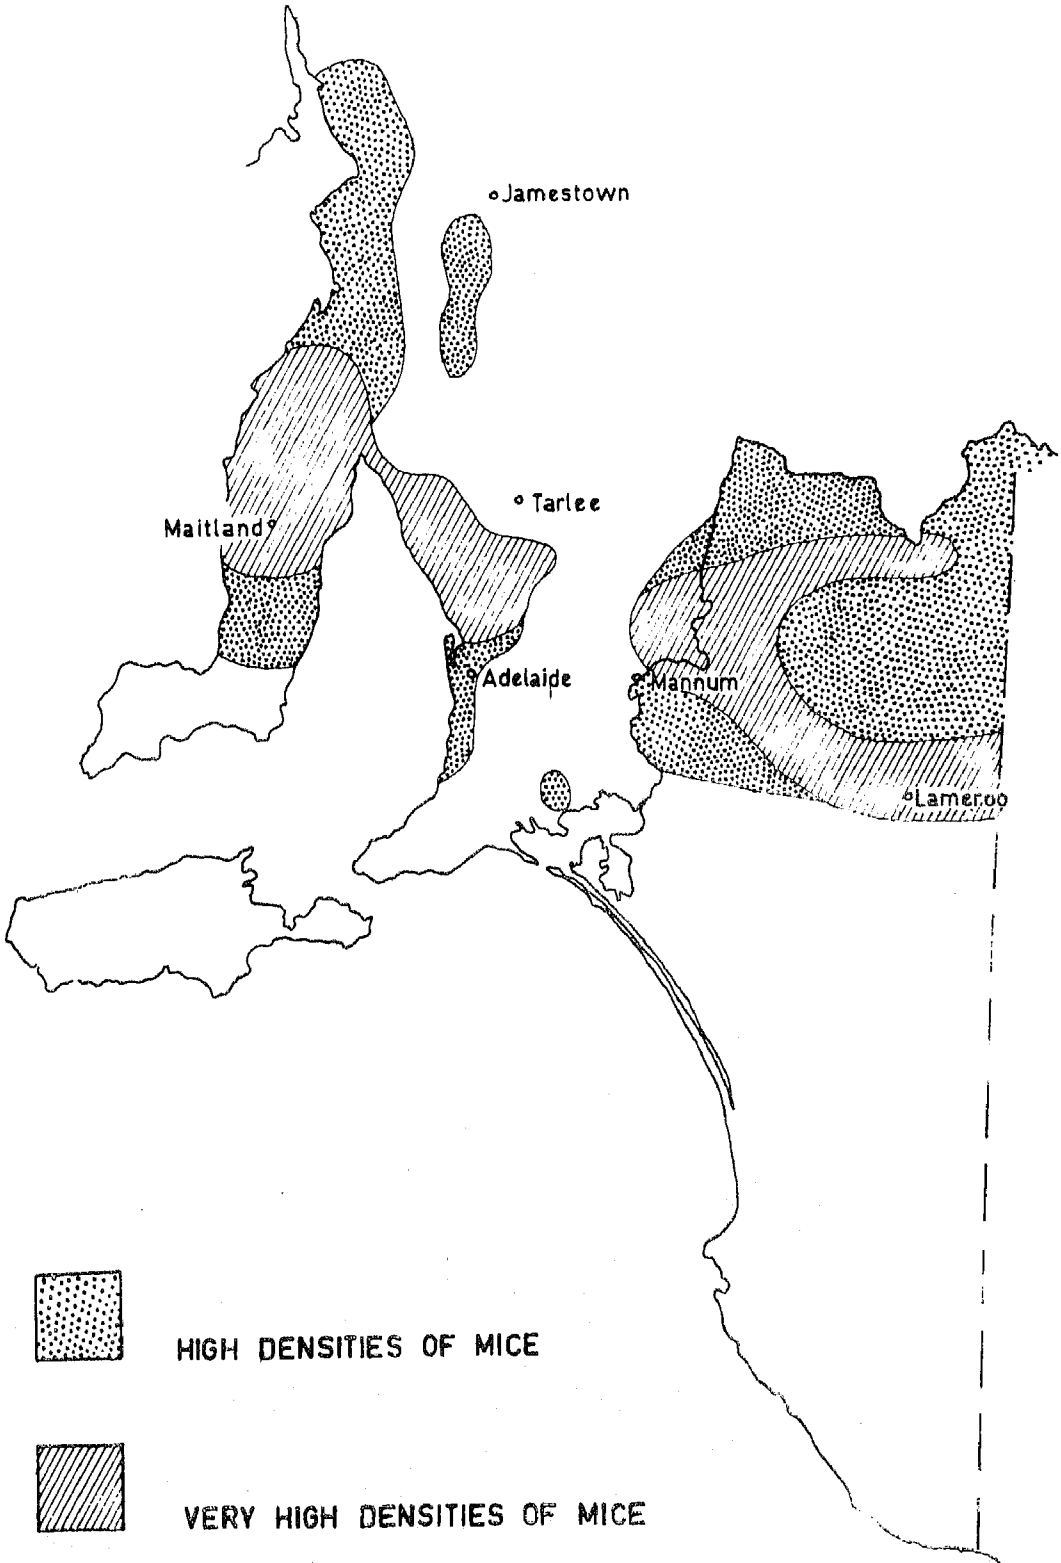 Jamestown
Tarlee
Maitland
Adelaide
Mannum
Lameroo
HIGH DENSITIES OF MICE
VERY HIGH DENSITIES OF MICE